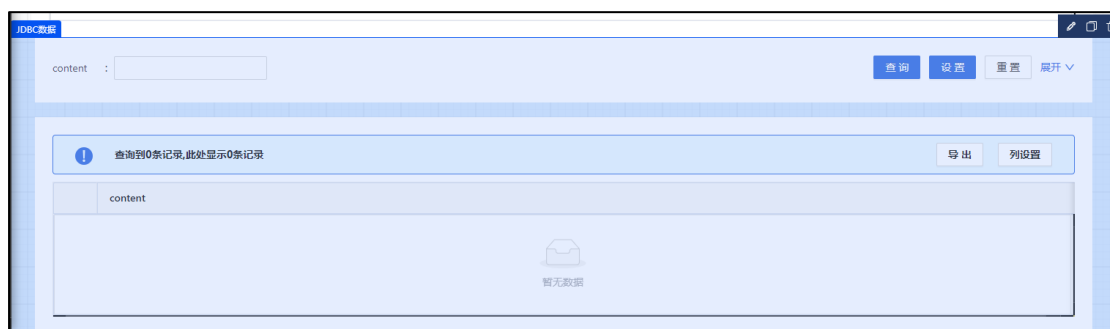 JDBC数据
content :
查询 设置 重置 展开
查询到0条记录,此处显示0条记录
导出 列设置
content
暂无数据